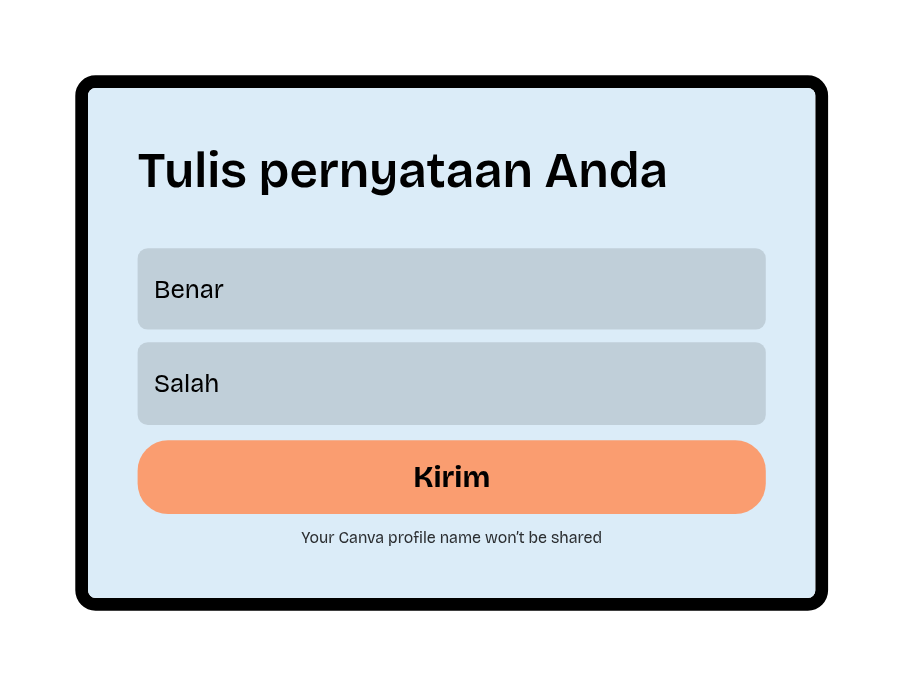 Tulis pernyataan Anda
Benar
Salah
Kirim
Your Canva profile name won't be shared